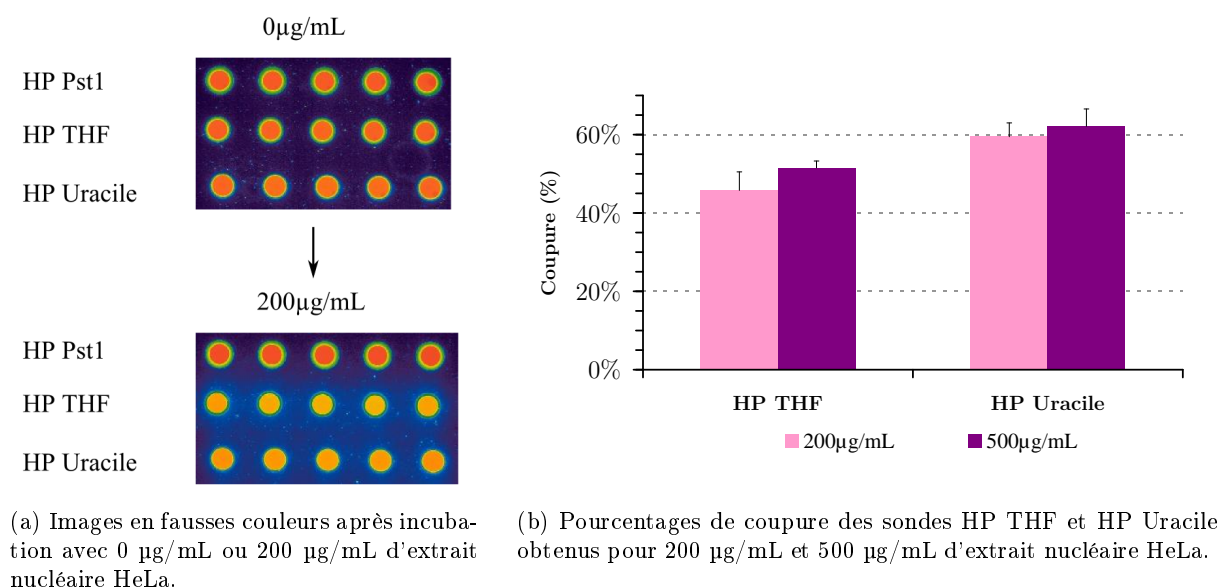 0µg/mL
HP Pst1
HP THF
HP Uracile
200µg/mL
HP Pst1
HP THF
HP Uracile
(a) Images en fausses couleurs après incuba-
tion avec 0 µg/mL ou 200 µg/mL d'extrait
nucléaire HeLa.
Coupure (%)
60%
40%
20%
0%
HP THF
HP Uracile
200µg/mL
500µg/mL
(b) Pourcentages de coupure des sondes HP THF et HP Uracile
obtenus pour 200 µg/mL et 500 µg/mL d'extrait nucléaire HeLa.